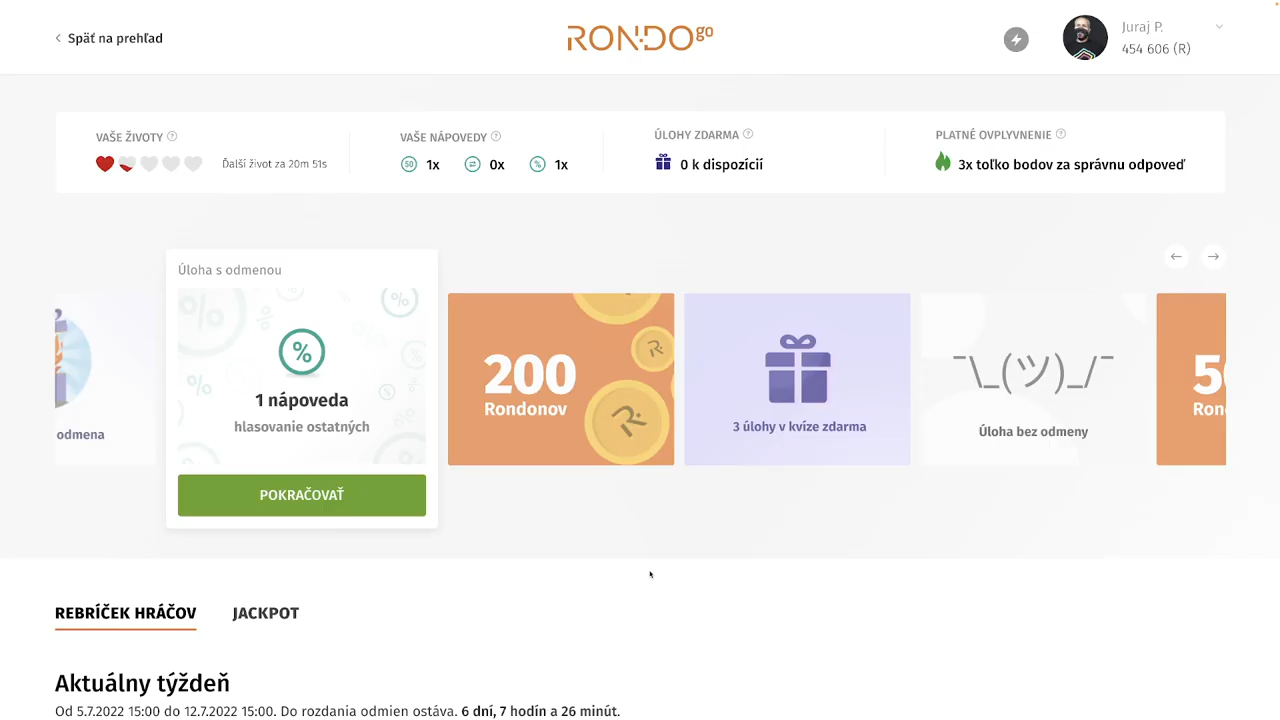 Späť na prehľad
RONDO go
Juraj P.
454 606 (R)
VAŠE ŽIVOTY
Ďalší život za 20m 51s
VAŠE NÁPOVEDY
50 1x
0x
% 1x
ÚLOHY ZDARMA
0 k dispozícií
PLATNÉ OVPLYVNENIE
3x toľko bodov za správnu odpoveď
odmena
Úloha s odmenou
%
1 nápoveda
hlasovanie ostatných
POKRAČOVAŤ
200
Rondonov
3 úlohy v kvíze zdarma
¯\_(ツ)_/¯
Úloha bez odmeny
REBRÍČEK HRÁČOV
JACKPOT
Aktuálny týždeň
Od 5.7.2022 15:00 do 12.7.2022 15:00. Do rozdania odmien ostáva. 6 dní, 7 hodín a 26 minút.